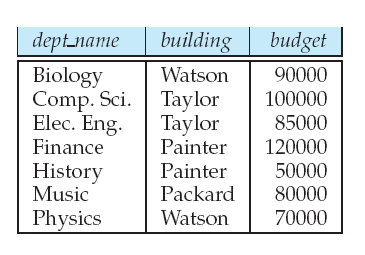 dept_name building budget
Biology Watson 90000
Comp. Sci. Taylor 100000
Elec. Eng. Taylor 85000
Finance Painter 120000
History Painter 50000
Music Packard 80000
Physics Watson 70000